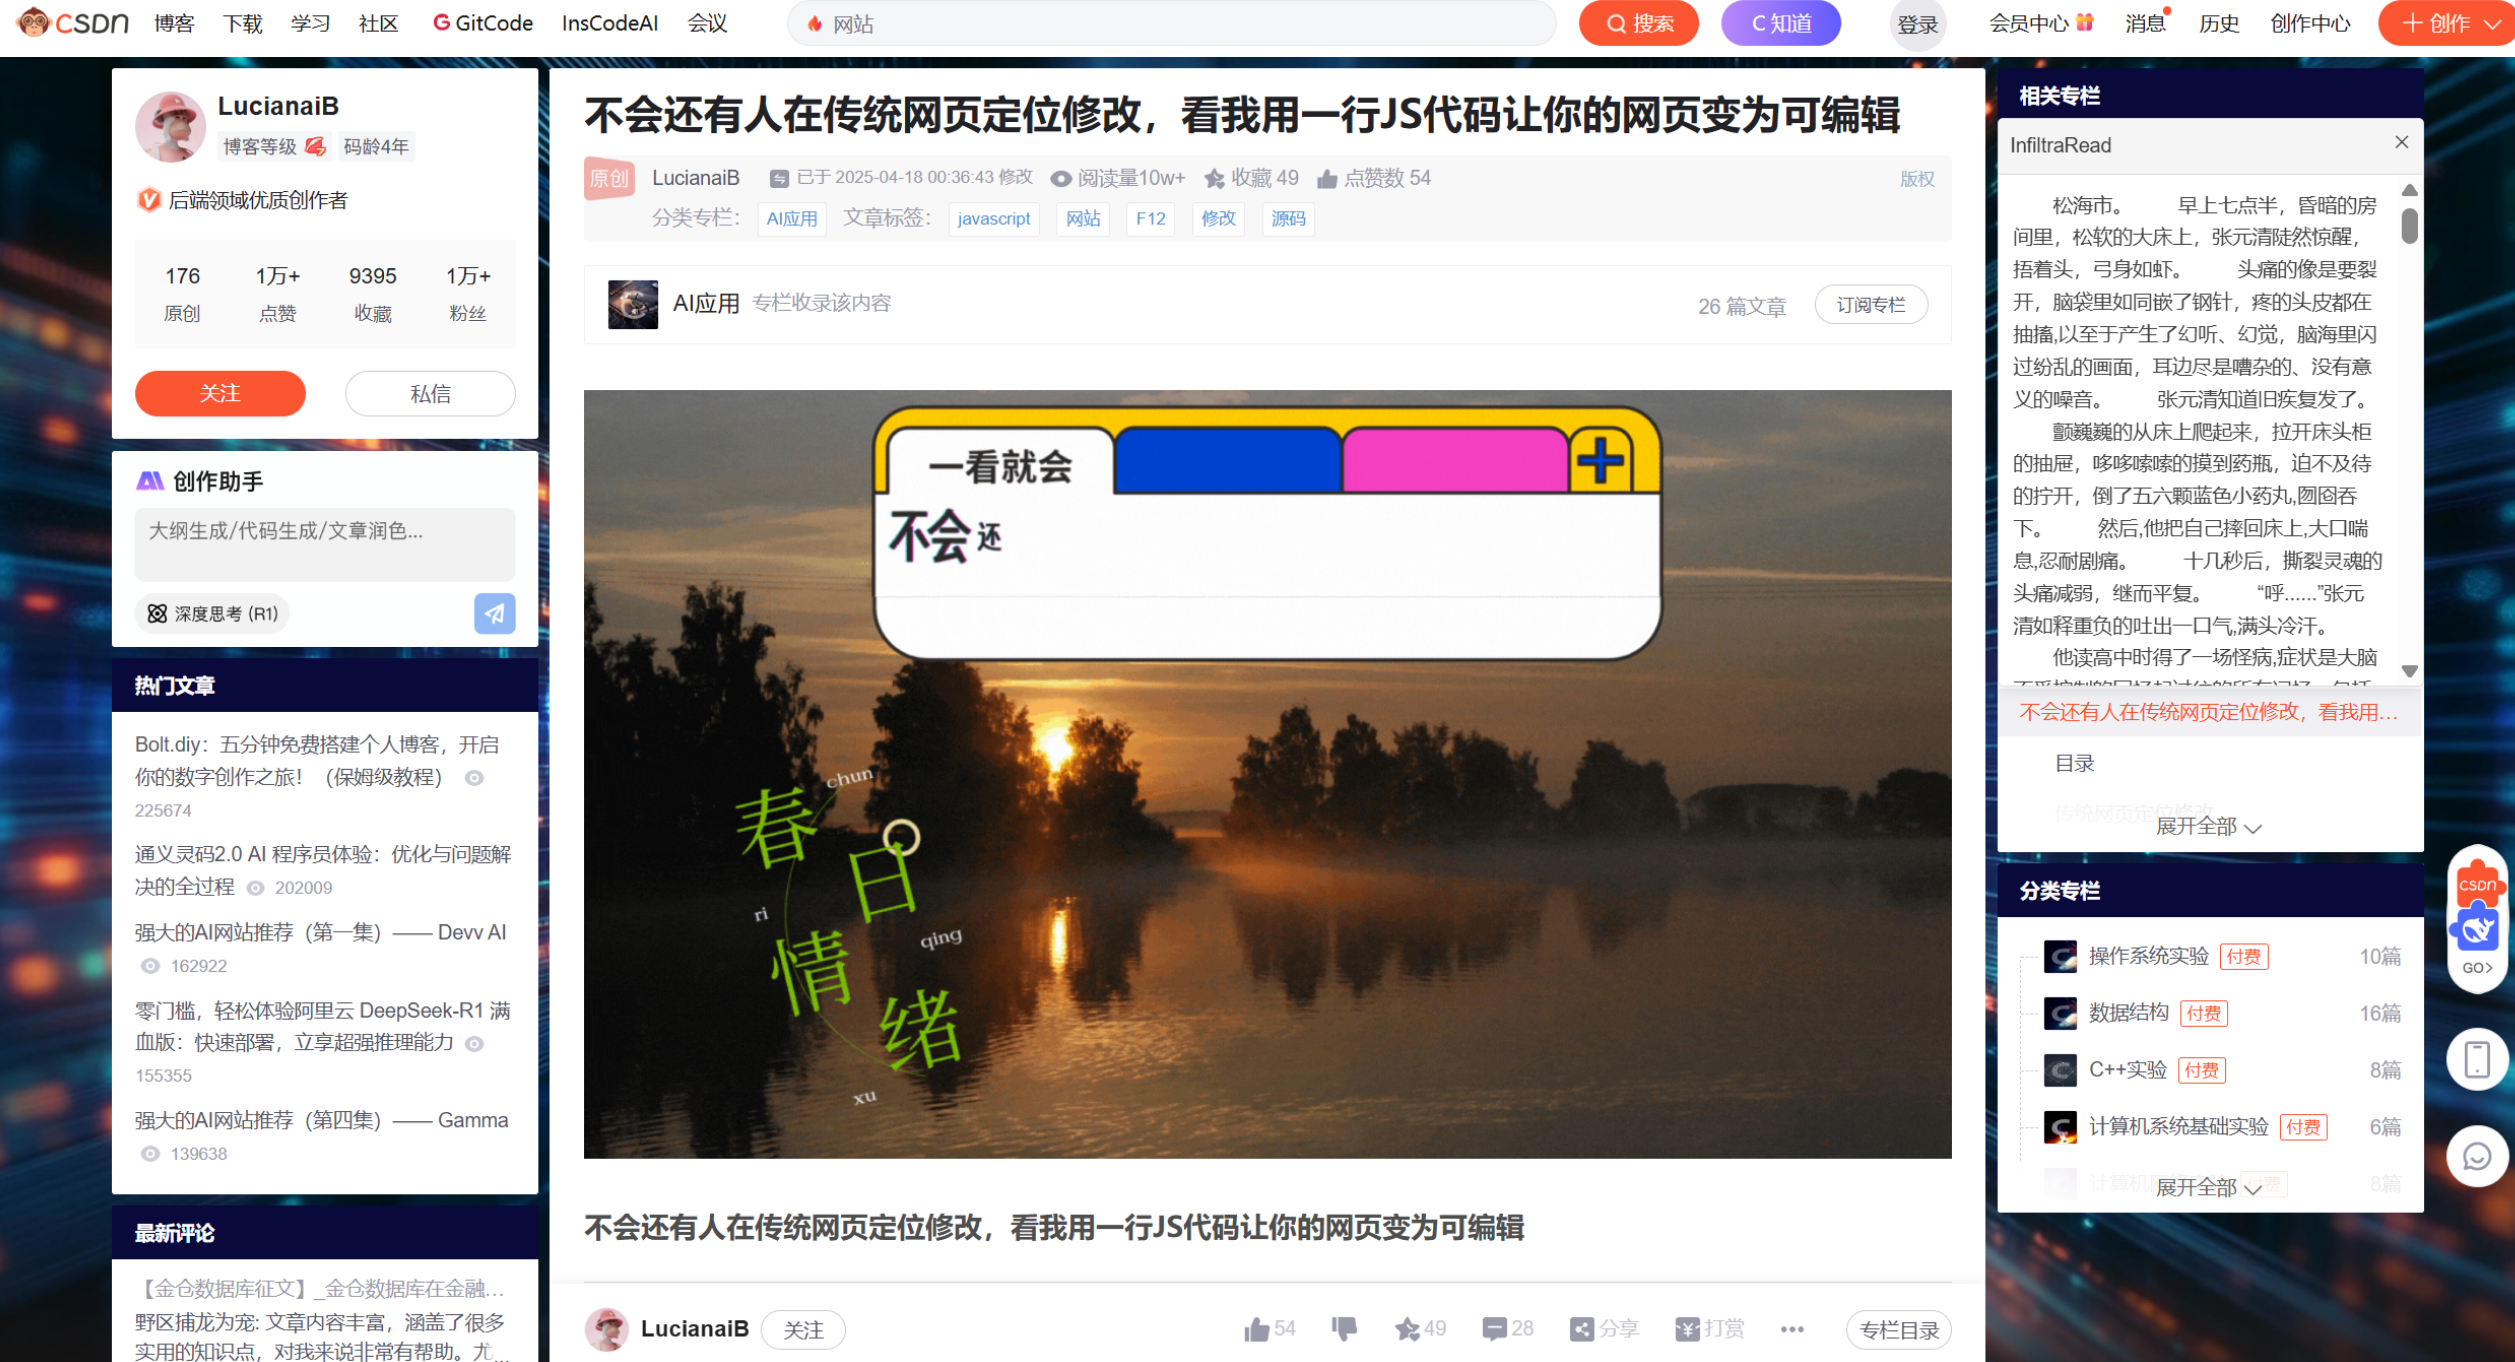 CSDN 博客 下载 学习 社区 GitCode InsCodeAI 会议 网站 搜索 C 知道 登录 会员中心 消息 历史 创作中心 创作
LucianaiB
博客等级 码龄4年
后端领域优质创作者
176 1万+ 9395 1万+
原创 点赞 收藏 粉丝
关注 私信
创作助手
大纲生成/代码生成/文章润色...
深度思考 (R1)
热门文章
Bolt.diy：五分钟免费搭建个人博客，开启
你的数字创作之旅！（保姆级教程）
225674
通义灵码2.0 AI 程序员体验：优化与问题解
决的全过程 202009
强大的AI网站推荐（第一集）—— Devv AI
162922
零门槛，轻松体验阿里云 DeepSeek-R1 满
血版：快速部署，立享超强推理能力
155355
强大的AI网站推荐（第四集）—— Gamma
139638
最新评论
【金仓数据库征文】_金仓数据库在金融...
野区捕龙为宠: 文章内容丰富，涵盖了很多
实用的知识点，对我来说非常有帮助。尤...
不会还有人在传统网页定位修改，看我用一行JS代码让你的网页变为可编辑
原创 LucianaiB 已于 2025-04-18 00:36:43 修改 阅读量10w+ 收藏 49 点赞数 54 版权
分类专栏： AI应用 文章标签： javascript 网站 F12 修改 源码
AI应用 专栏收录该内容 26 篇文章 订阅专栏
一看就会
不会还
春 chun
日 ri
情 qing
绪 xu
不会还有人在传统网页定位修改，看我用一行JS代码让你的网页变为可编辑
LucianaiB 关注 54 49 28 分享 打赏 专栏目录
相关专栏
InfiltraRead
松海市。 早上七点半，昏暗的房
间里，松软的大床上，张元清陡然惊醒，
捂着头，弓身如虾。 头痛的像是要裂
开，脑袋里如同嵌了钢针，疼的头皮都在
抽搐,以至于产生了幻听、幻觉，脑海里闪
过纷乱的画面，耳边尽是嘈杂的、没有意
义的噪音。 张元清知道旧疾复发了。
颤巍巍的从床上爬起来，拉开床头柜
的抽屉，哆哆嗦嗦的摸到药瓶，迫不及待
的拧开，倒了五六颗蓝色小药丸,囫囵吞
下。 然后,他把自己摔回床上,大口喘
息,忍耐剧痛。 十几秒后，撕裂灵魂的
头痛减弱，继而平复。 “呼......”张元
清如释重负的吐出一口气,满头冷汗。
他读高中时得了一场怪病,症状是大脑
不会还有人在传统网页定位修改，看我用...
目录
传统网页定位修改
展开全部
分类专栏
操作系统实验 付费 10篇
数据结构 付费 16篇
C++实验 付费 8篇
计算机系统基础实验 付费 6篇
付费 8篇
展开全部
CSDN
GO>